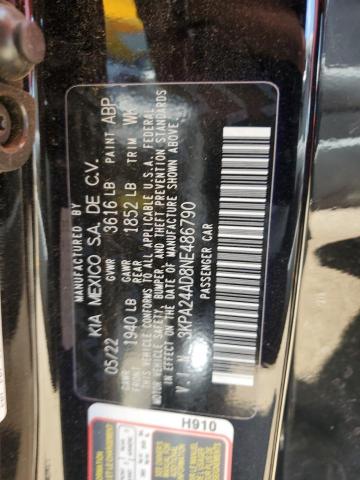 MANUFACTURED BY
KIA MEXICO S.A. DE C.V.
05/22 GVWR 3616 LB PAINT ABP
GAWR FRONT 1940 LB GAWR REAR 1852 LB TRIM WK
THIS VEHICLE CONFORMS TO ALL APPLICABLE U.S.A. FEDERAL
MOTOR VEHICLE SAFETY, BUMPER, AND THEFT PREVENTION STANDARDS
IN EFFECT ON THE DATE OF MANUFACTURE SHOWN ABOVE.
V.I.N. 3KPA24AD8NE486790
PASSENGER CAR
H910